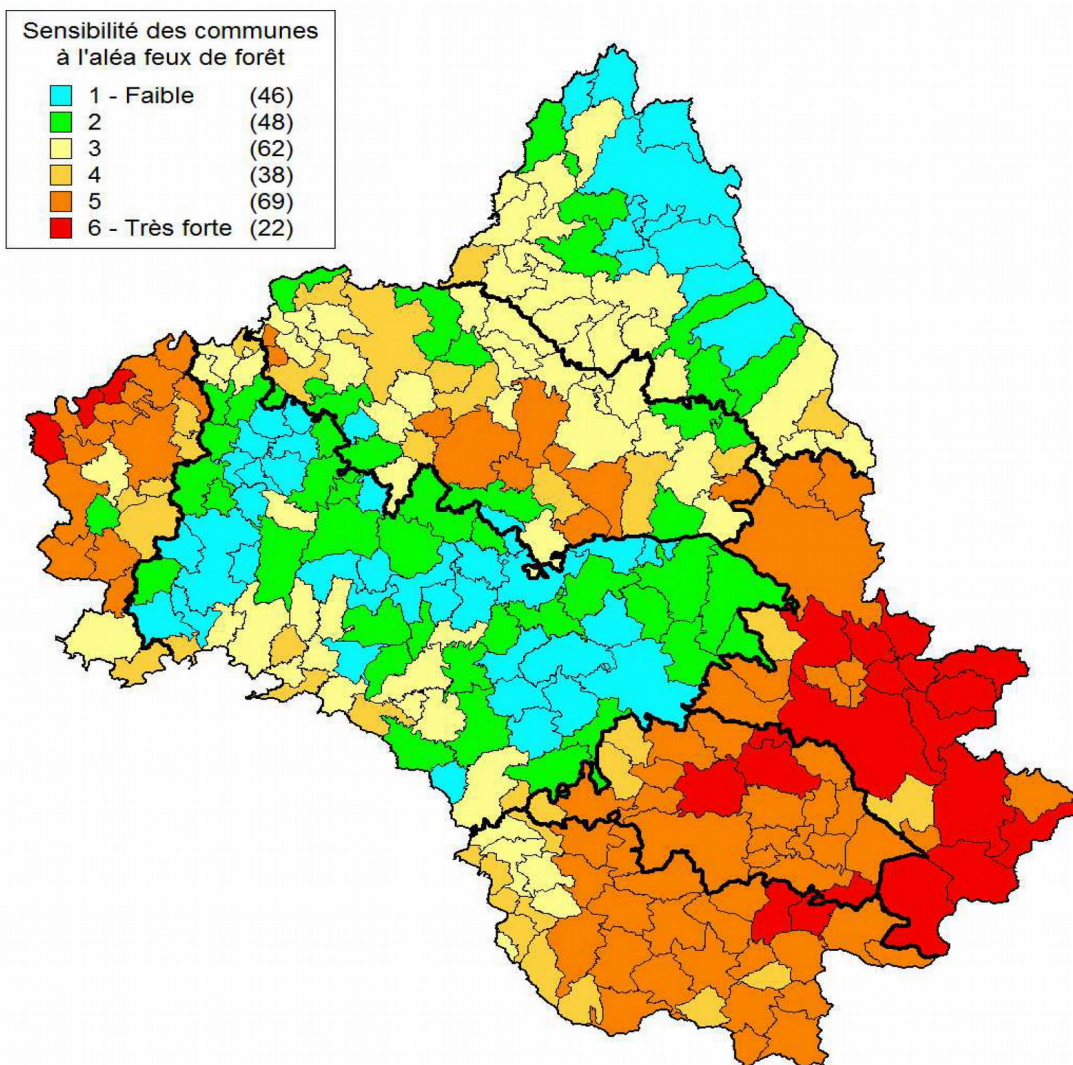 Sensibilité des communes
à l'aléa feux de forêt
1 - Faible (46)
2 (48)
3 (62)
4 (38)
5 (69)
6 - Très forte (22)